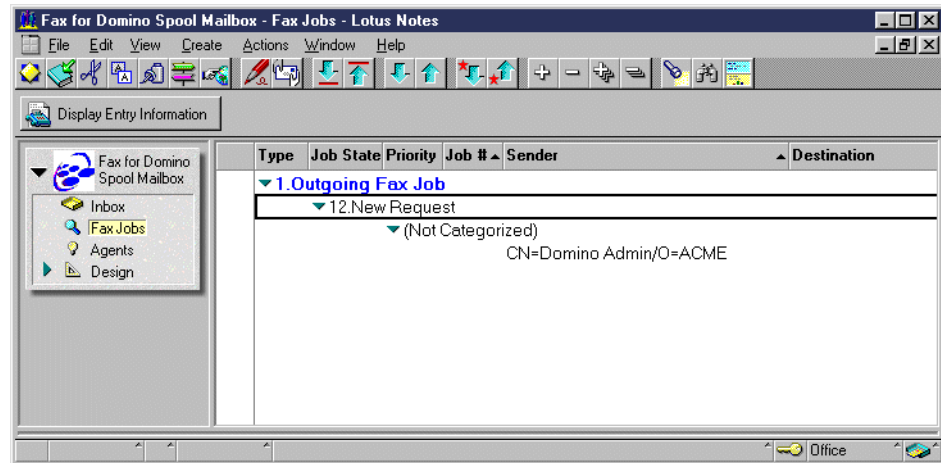 Fax for Domino Spool Mailbox - Fax Jobs - Lotus Notes
File Edit View Create Actions Window Help
Display Entry Information
Fax for Domino
Spool Mailbox
Inbox
Fax Jobs
Agents
Design
Type Job State Priority Job # Sender Destination
1.Outgoing Fax Job
12.New Request
(Not Categorized)
CN=Domino Admin/O=ACME
Office